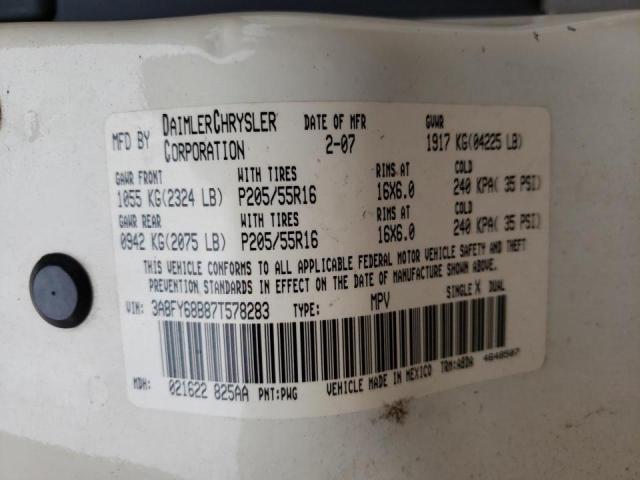 MFD BY DAIMLERCHRYSLER CORPORATION DATE OF MFR 2-07 GVWR 1917 KG(04225 LB)
GAWR FRONT WITH TIRES RIMS AT COLD
1055 KG(2324 LB) P205/55R16 16X6.0 240 KPA( 35 PSI)
GAWR REAR WITH TIRES RIMS AT COLD
0942 KG(2075 LB) P205/55R16 16X6.0 240 KPA( 35 PSI)
THIS VEHICLE CONFORMS TO ALL APPLICABLE FEDERAL MOTOR VEHICLE SAFETY AND THEFT
PREVENTION STANDARDS IN EFFECT ON THE DATE OF MANUFACTURE SHOWN ABOVE.
VIN: 3A8FY68B87T578283 TYPE: MPV SINGLE X DUAL
MDH: 021622 825AA PNT:PWG VEHICLE MADE IN MEXICO TRM:ABDA 4648507